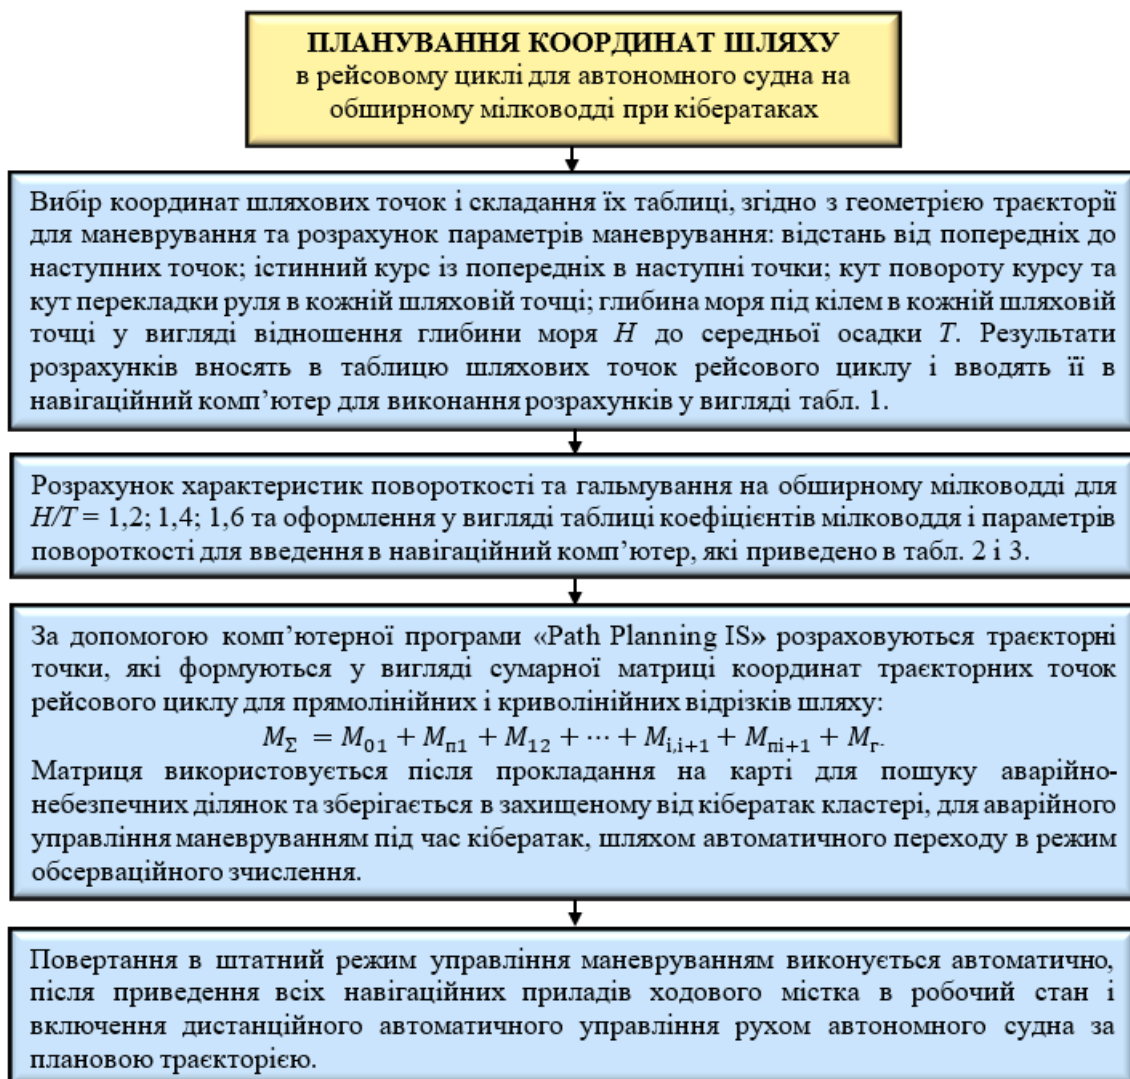 ПЛАНУВАННЯ КООРДИНАТ ШЛЯХУ
в рейсовому циклі для автономного судна на
обширному мілководді при кібератаках
Вибір координат шляхових точок і складання їх таблиці, згідно з геометрією траєкторії
для маневрування та розрахунок параметрів маневрування: відстань від попередніх до
наступних точок; істинний курс із попередніх в наступні точки; кут повороту курсу та
кут перекладки руля в кожній шляховій точці; глибина моря під кілем в кожній шляховій
точці у вигляді відношення глибини моря H до середньої осадки T. Результати
розрахунків вносять в таблицю шляхових точок рейсового циклу і вводять її в
навігаційний комп’ютер для виконання розрахунків у вигляді табл. 1.
Розрахунок характеристик повороткості та гальмування на обширному мілководді для
H/T = 1,2; 1,4; 1,6 та оформлення у вигляді таблиці коефіцієнтів мілководдя і параметрів
повороткості для введення в навігаційний комп’ютер, які приведено в табл. 2 і 3.
За допомогою комп’ютерної програми «Path Planning IS» розраховуються траєкторні
точки, які формуються у вигляді сумарної матриці координат траєкторних точок
рейсового циклу для прямолінійних і криволінійних відрізків шляху:
M_Σ = M_01 + M_п1 + M_12 + ⋯ + M_i,i+1 + M_пi+1 + M_г.
Матриця використовується після прокладання на карті для пошуку аварійно-
небезпечних ділянок та зберігається в захищеному від кібератак кластері, для аварійного
управління маневруванням під час кібератак, шляхом автоматичного переходу в режим
обсерваційного зчислення.
Повертання в штатний режим управління маневруванням виконується автоматично,
після приведення всіх навігаційних приладів ходового містка в робочий стан і
включення дистанційного автоматичного управління рухом автономного судна за
плановою траєкторією.